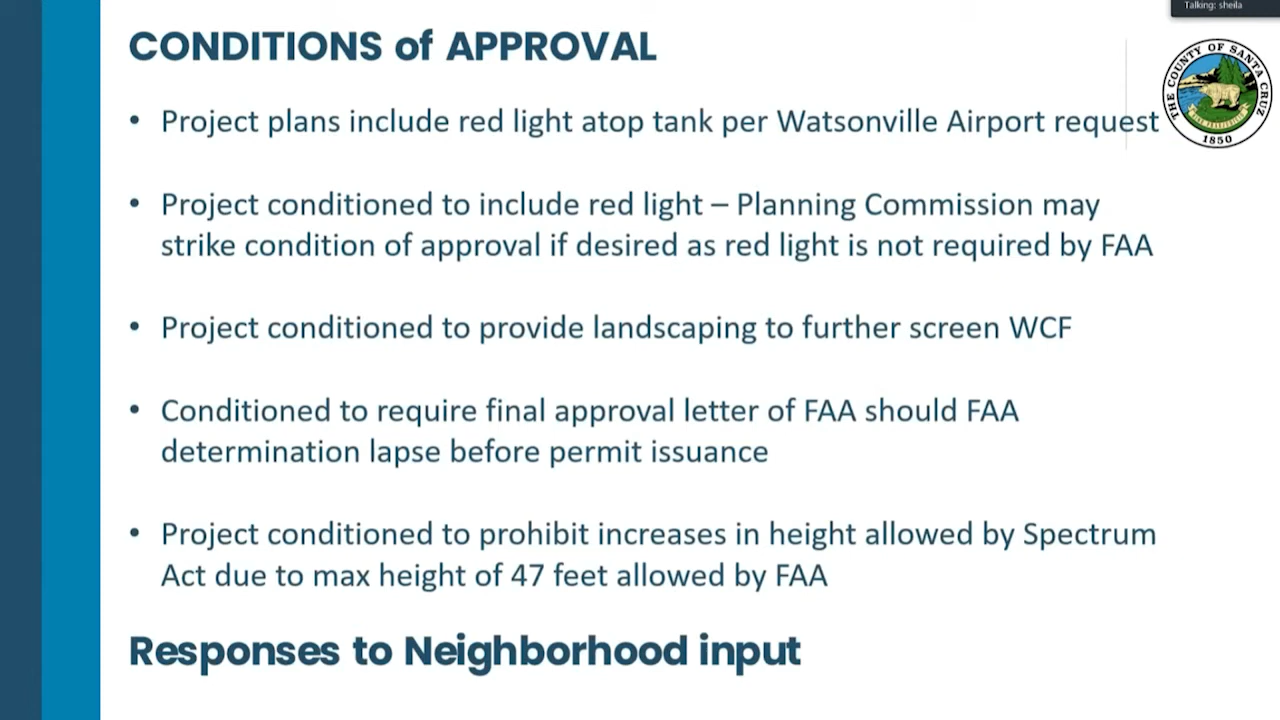 Talking: sheila
CONDITIONS of APPROVAL
THE COUNTY OF SANTA CRUZ
1850
• Project plans include red light atop tank per Watsonville Airport request
• Project conditioned to include red light – Planning Commission may
strike condition of approval if desired as red light is not required by FAA
• Project conditioned to provide landscaping to further screen WCF
• Conditioned to require final approval letter of FAA should FAA
determination lapse before permit issuance
• Project conditioned to prohibit increases in height allowed by Spectrum
Act due to max height of 47 feet allowed by FAA
Responses to Neighborhood input